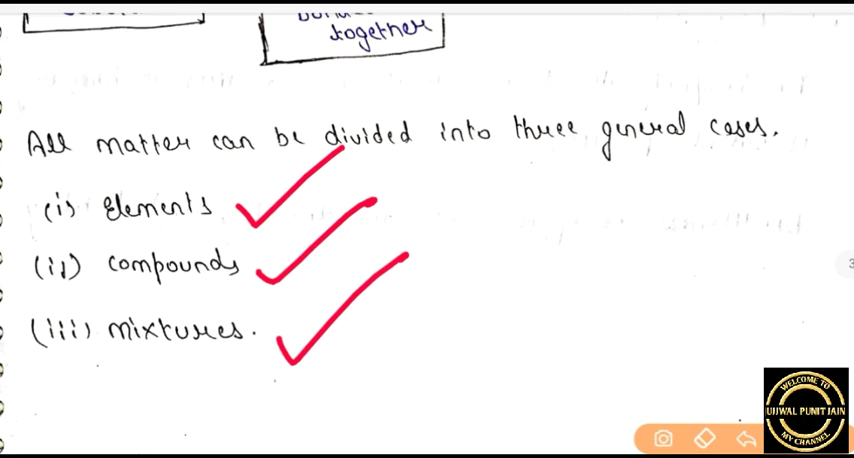 together
All matter can be divided into three general cases.
(i) Elements
(ii) compounds
(iii) mixtures.
3
WELCOME TO
UJJWAL PUNIT JAIN
MY CHANNEL